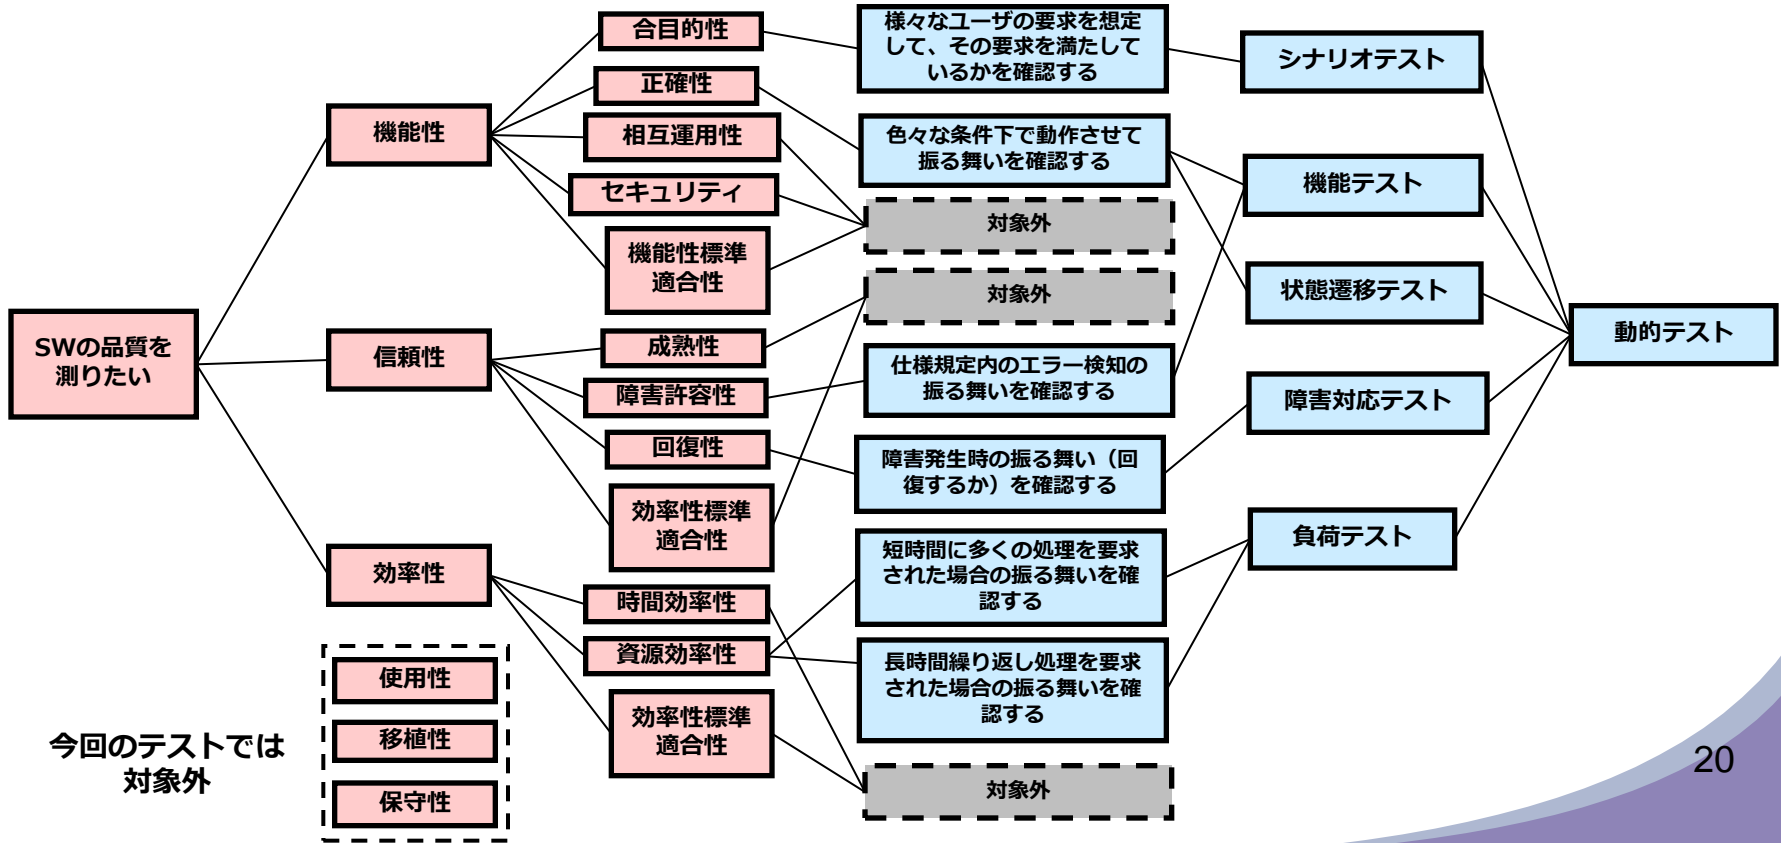 SWの品質を
測りたい
機能性
信頼性
効率性
今回のテストでは
対象外
使用性
移植性
保守性
合目的性
正確性
相互運用性
セキュリティ
機能性標準
適合性
成熟性
障害許容性
回復性
効率性標準
適合性
時間効率性
資源効率性
効率性標準
適合性
様々なユーザの要求を想定
して、その要求を満たして
いるかを確認する
色々な条件下で動作させて
振る舞いを確認する
対象外
対象外
仕様規定内のエラー検知の
振る舞いを確認する
障害発生時の振る舞い（回
復するか）を確認する
短時間に多くの処理を要求
された場合の振る舞いを確
認する
長時間繰り返し処理を要求
された場合の振る舞いを確
認する
対象外
シナリオテスト
機能テスト
状態遷移テスト
障害対応テスト
負荷テスト
動的テスト
20